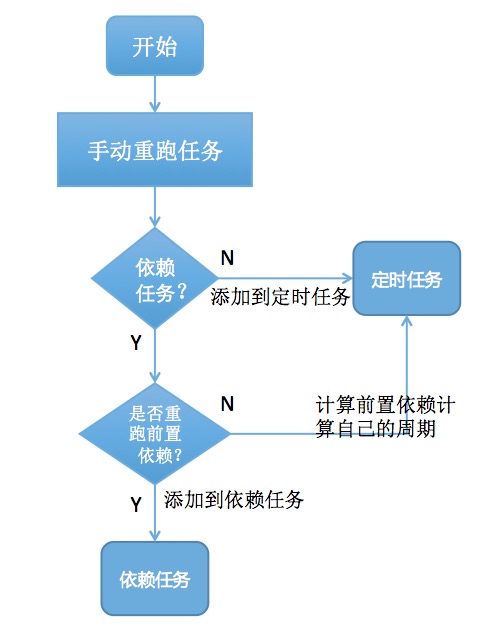 开始
手动重跑任务
依赖
任务？
N
添加到定时任务
定时任务
Y
是否重
跑前置
依赖？
N
计算前置依赖计
算自己的周期
Y
添加到依赖任务
依赖任务